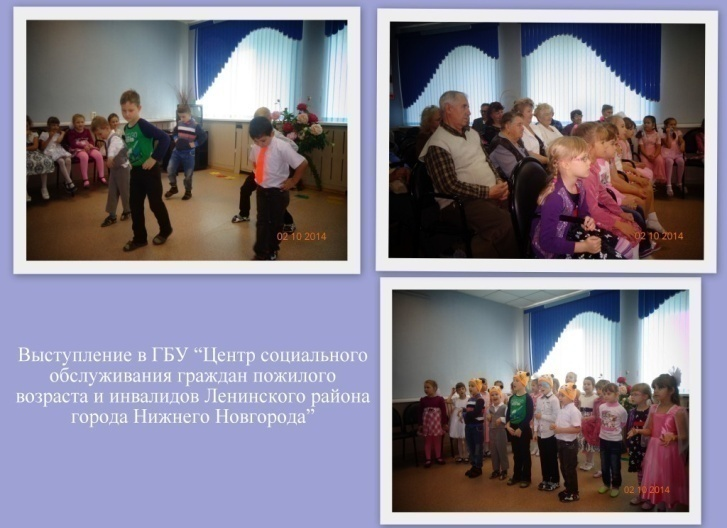 02 10 2014
02 10 2014
Выступление в ГБУ “Центр социального
обслуживания граждан пожилого
возраста и инвалидов Ленинского района
города Нижнего Новгорода”
02 10 2014